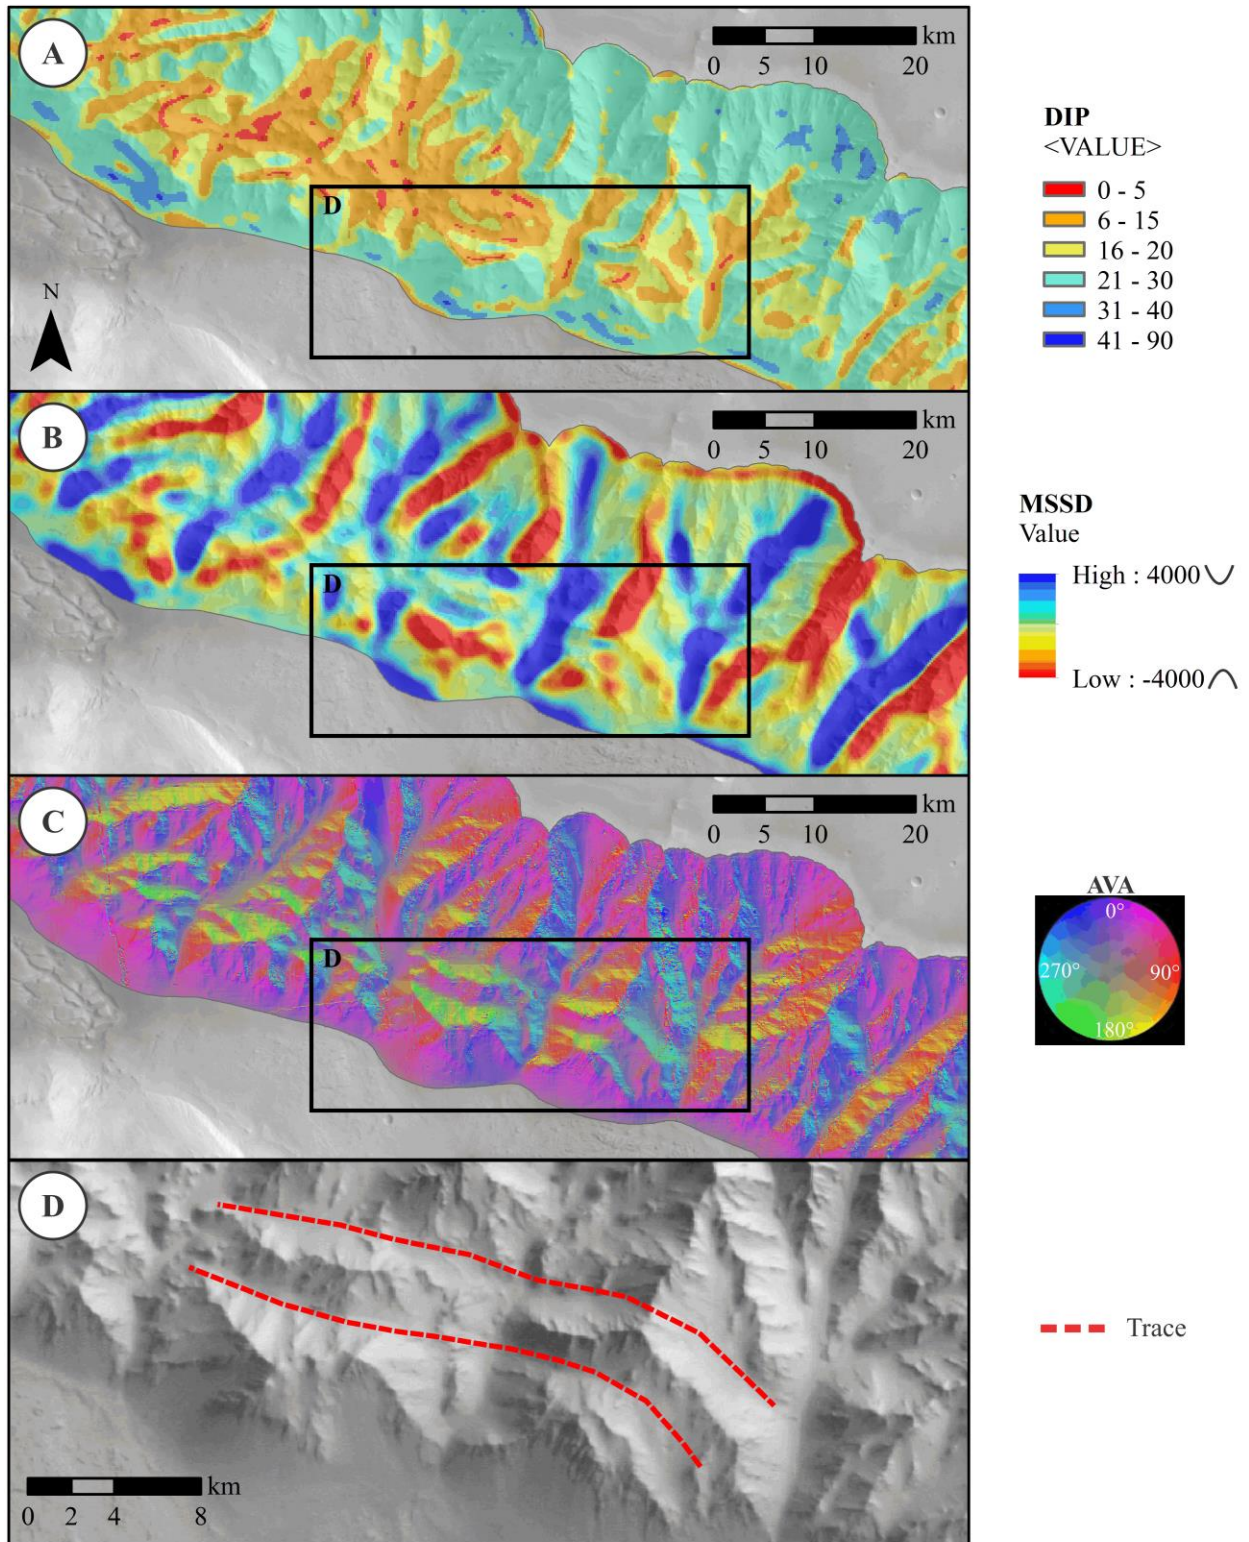 A
km
0 5 10 20
D
N
DIP
<VALUE>
0 - 5
6 - 15
16 - 20
21 - 30
31 - 40
41 - 90
B
km
0 5 10 20
D
MSSD
Value
High : 4000
Low : -4000
C
km
0 5 10 20
D
AVA
0°
270° 90°
180°
D
km
0 2 4 8
Trace